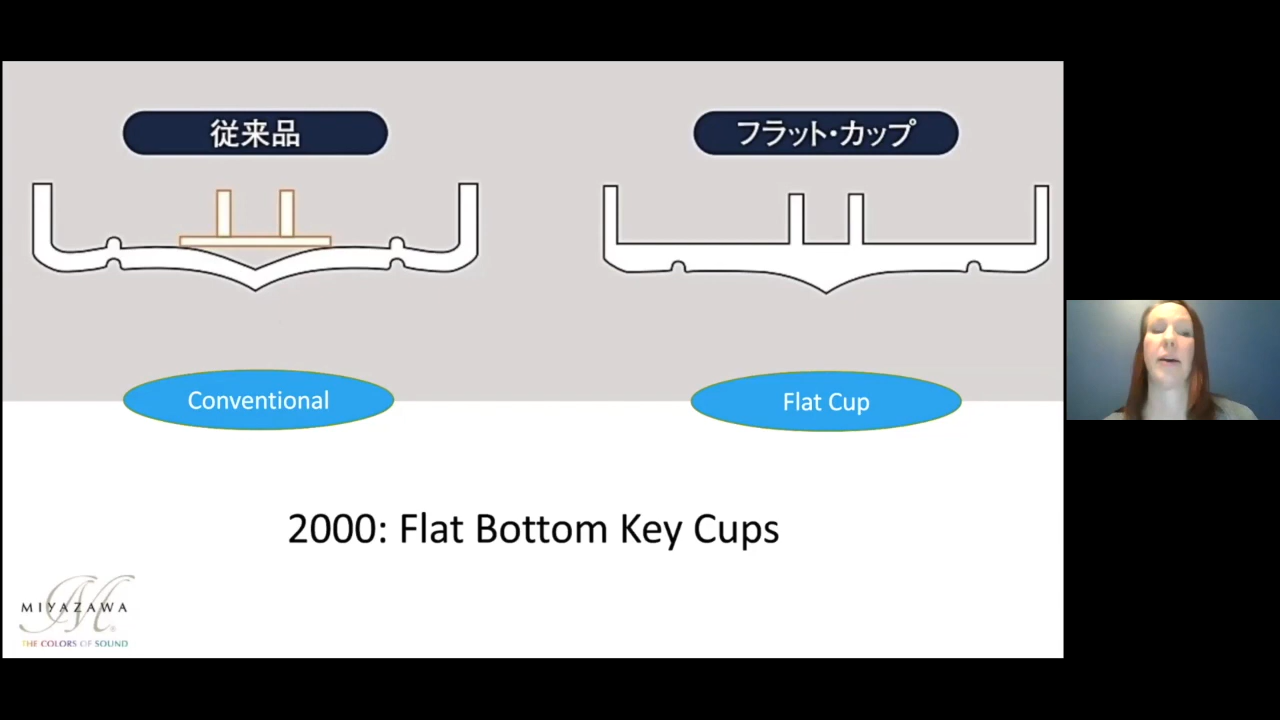 従来品
フラット・カップ
Conventional
Flat Cup
2000: Flat Bottom Key Cups
MIYAZAWA
THE COLORS OF SOUND